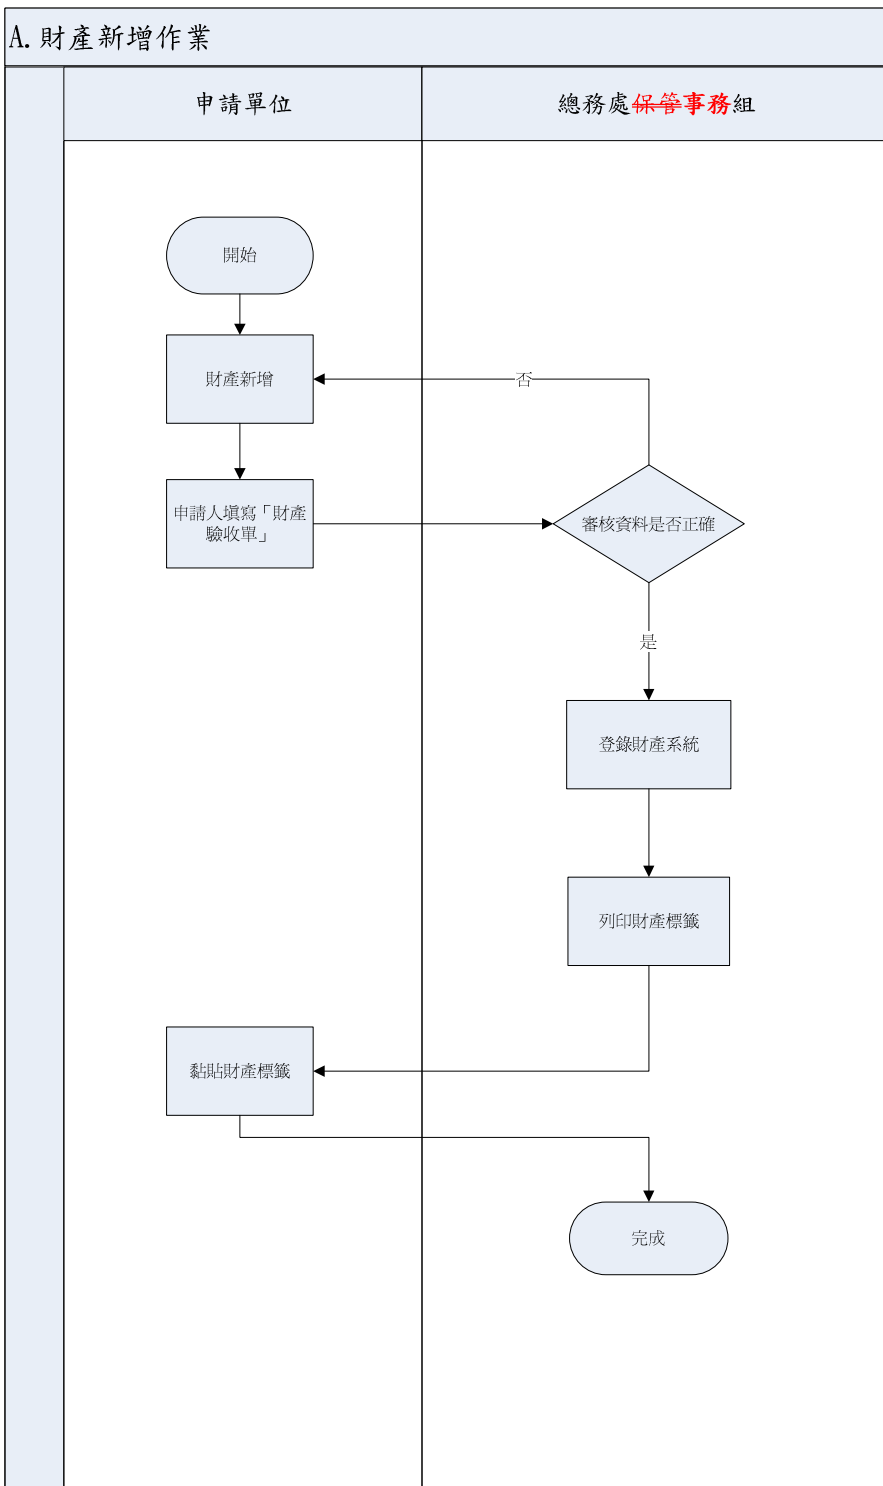 A. 財產新增作業
申請單位
總務處保管事務組
開始
財產新增
否
申請人填寫「財產
驗收單」
審核資料是否正確
是
登錄財產系統
列印財產標籤
黏貼財產標籤
完成